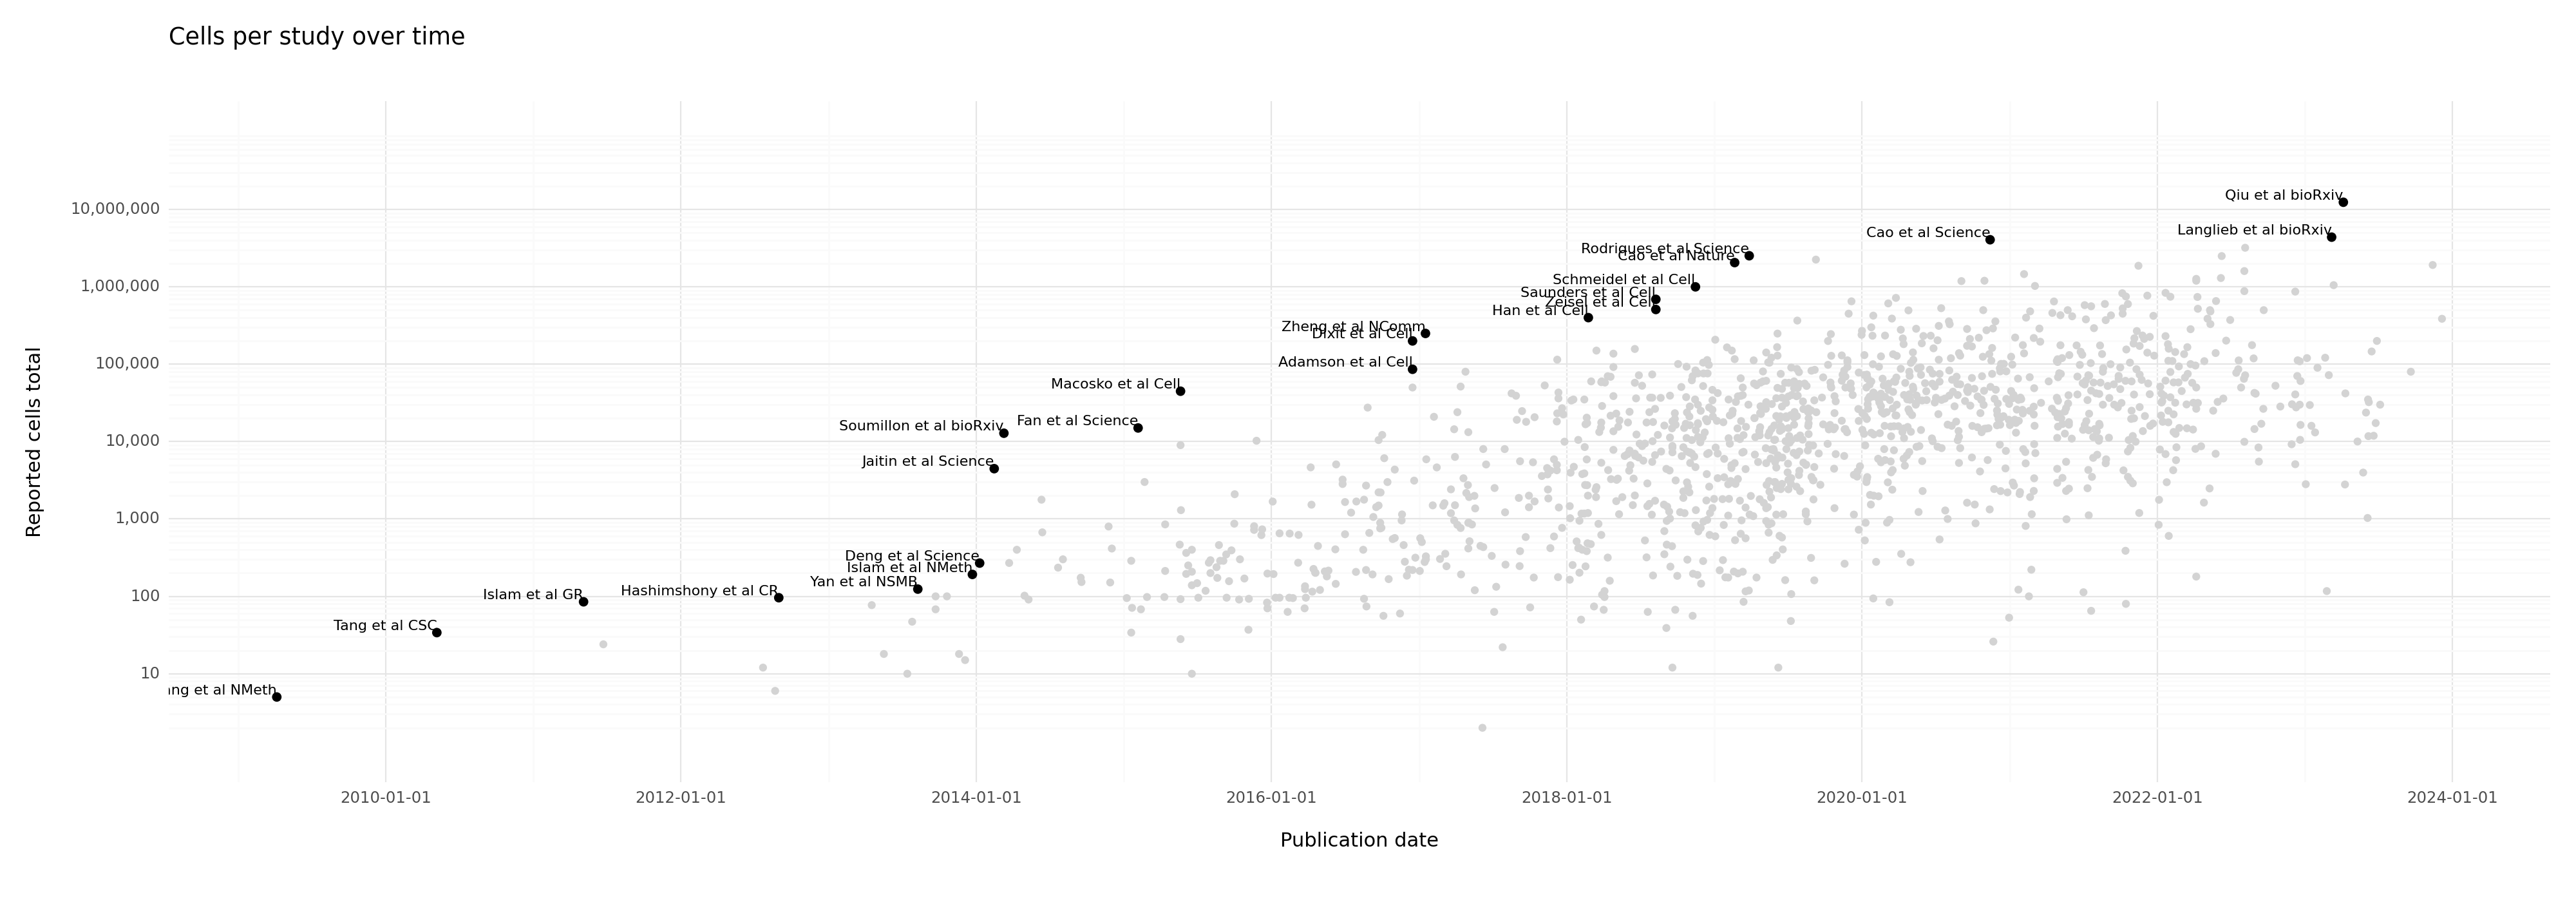 Cells per study over time
Reported cells total
10,000,000
1,000,000
100,000
10,000
1,000
100
10
Qiu et al bioRxiv
Langlieb et al bioRxiv
Cao et al Science
Rodriques et al Science
Cao et al Nature
Schmeidel et al Cell
Saunders et al Cell
Zeisel et al Cell
Han et al Cell
Zheng et al NComm
Dixit et al Cell
Adamson et al Cell
Macosko et al Cell
Fan et al Science
Soumillon et al bioRxiv
Jaitin et al Science
Deng et al Science
Islam et al NMeth
Yan et al NSMB
Hashimshony et al CR
Islam et al GR
Tang et al CSC
ng et al NMeth
2010-01-01
2012-01-01
2014-01-01
2016-01-01
2018-01-01
2020-01-01
2022-01-01
2024-01-01
Publication date